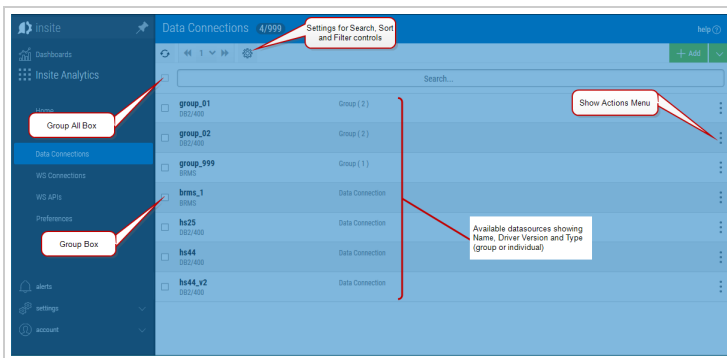 insite
Data Connections 4/999
help
Settings for Search, Sort
and Filter controls
Dashboards
1
Add
Insite Analytics
Search...
Home
Group All Box
group_01
DB2/400
Group ( 2 )
Show Actions Menu
group_02
DB2/400
Group ( 2 )
Data Connections
group_999
BRMS
Group ( 1 )
WS Connections
brms_1
BRMS
Data Connection
WS APIs
Preferences
hs25
DB2/400
Data Connection
Available datasources showing
Name, Driver Version and Type
(group or individual)
Group Box
hs44
DB2/400
Data Connection
alerts
hs44_v2
DB2/400
Data Connection
settings
account